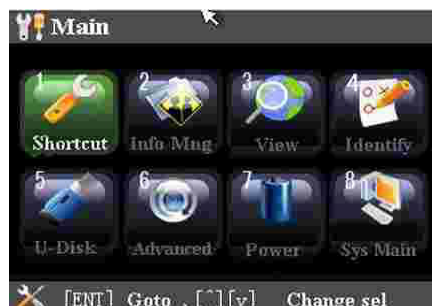 Main
1 2 3 4
Shortcut Info Mng View Identify
5 6 7 8
U-Disk Advanced Power Sys Main
[ENT] Goto ,[^][v] Change sel